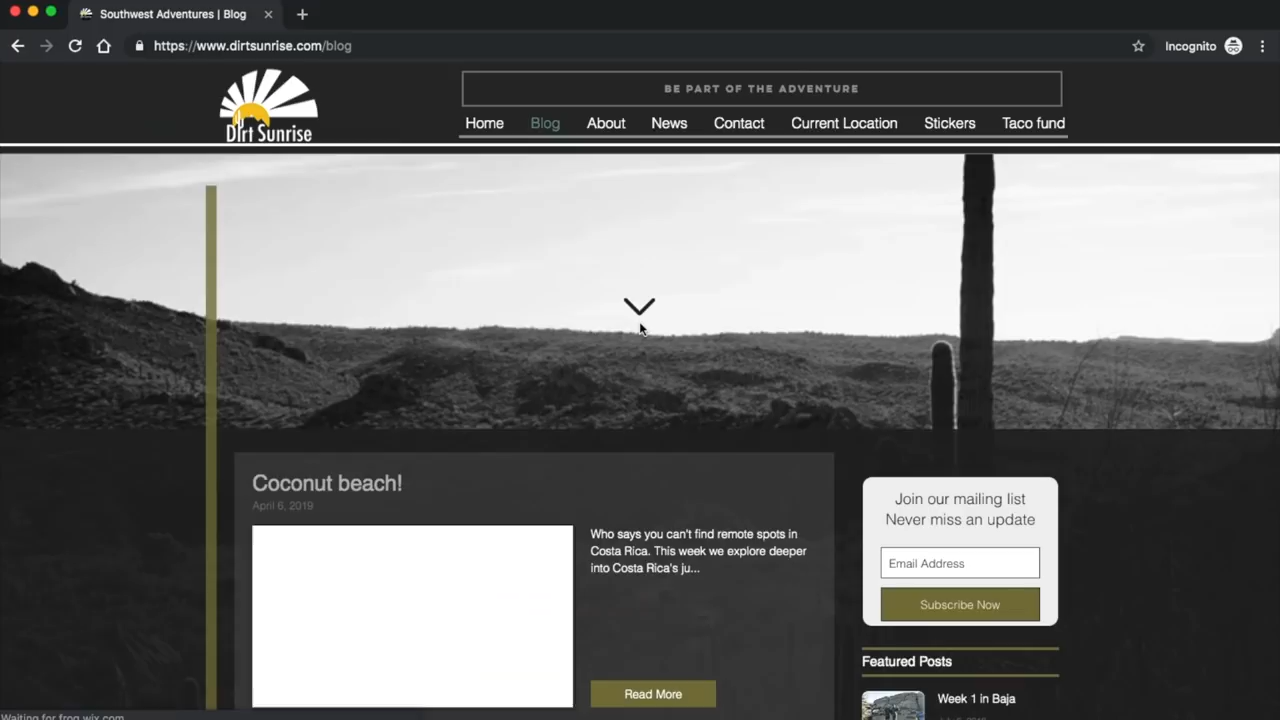 Southwest Adventures | Blog
https://www.dirtsunrise.com/blog
Incognito
Dirt Sunrise
BE PART OF THE ADVENTURE
Home Blog About News Contact Current Location Stickers Taco fund
Coconut beach!
April 6, 2019
Who says you can't find remote spots in
Costa Rica. This week we explore deeper
into Costa Rica's ju...
Read More
Join our mailing list
Never miss an update
Email Address
Subscribe Now
Featured Posts
Week 1 in Baja
Waiting for frog.wix.com